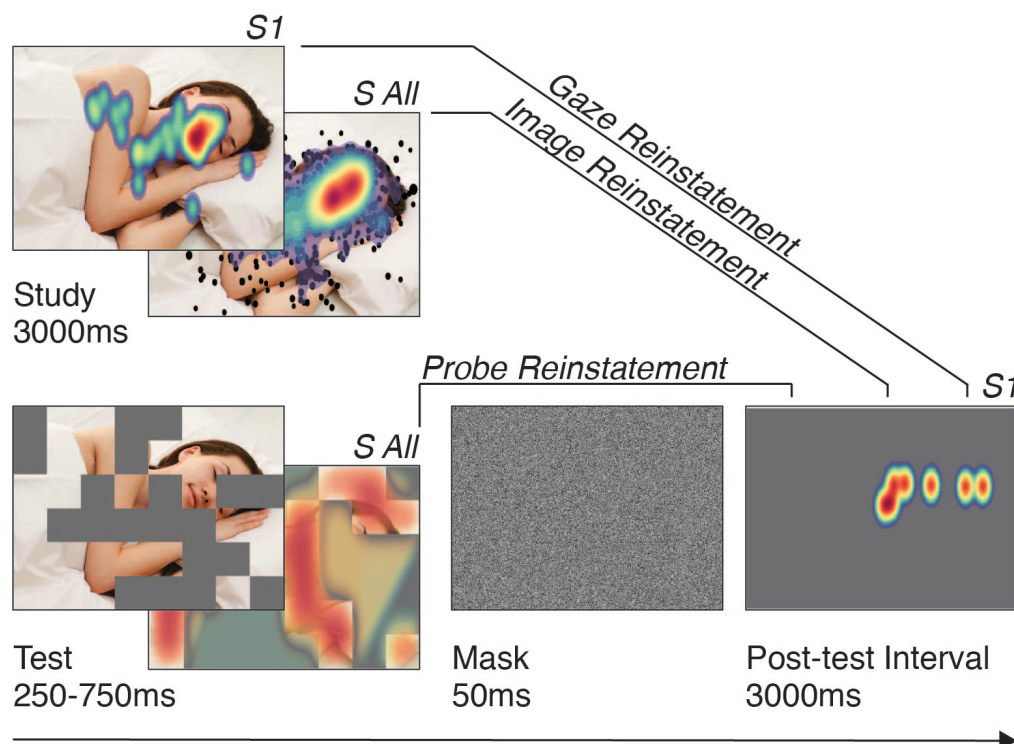 S1
S All
Gaze Reinstatement
Image Reinstatement
Study
3000ms
Probe Reinstatement
S1
S All
Test
250-750ms
Mask
50ms
Post-test Interval
3000ms